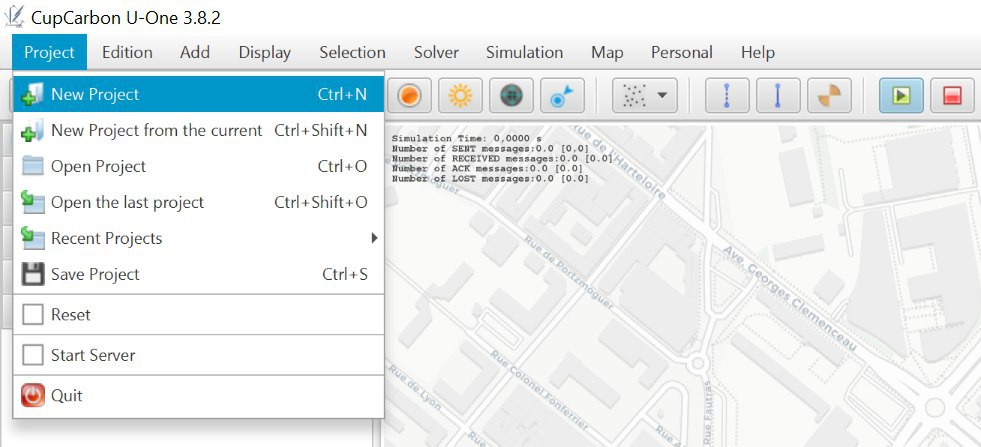 CupCarbon U-One 3.8.2
Project Edition Add Display Selection Solver Simulation Map Personal Help
New Project Ctrl+N
New Project from the current Ctrl+Shift+N
Open Project Ctrl+O
Open the last project Ctrl+Shift+O
Recent Projects
Save Project Ctrl+S
Reset
Start Server
Quit
Simulation Time: 0,0000 s
Number of SENT messages:0.0 [0.0]
Number of RECEIVED messages:0.0 [0.0]
Number of ACK messages:0.0 [0.0]
Number of LOST messages:0.0 [0.0]
Rue de l'Harteloire
Rue de Portzmoguer
Ave. Georges Clemenceau
Rue Colonel Fonferrier
Rue de Lyon
Rue Fautras